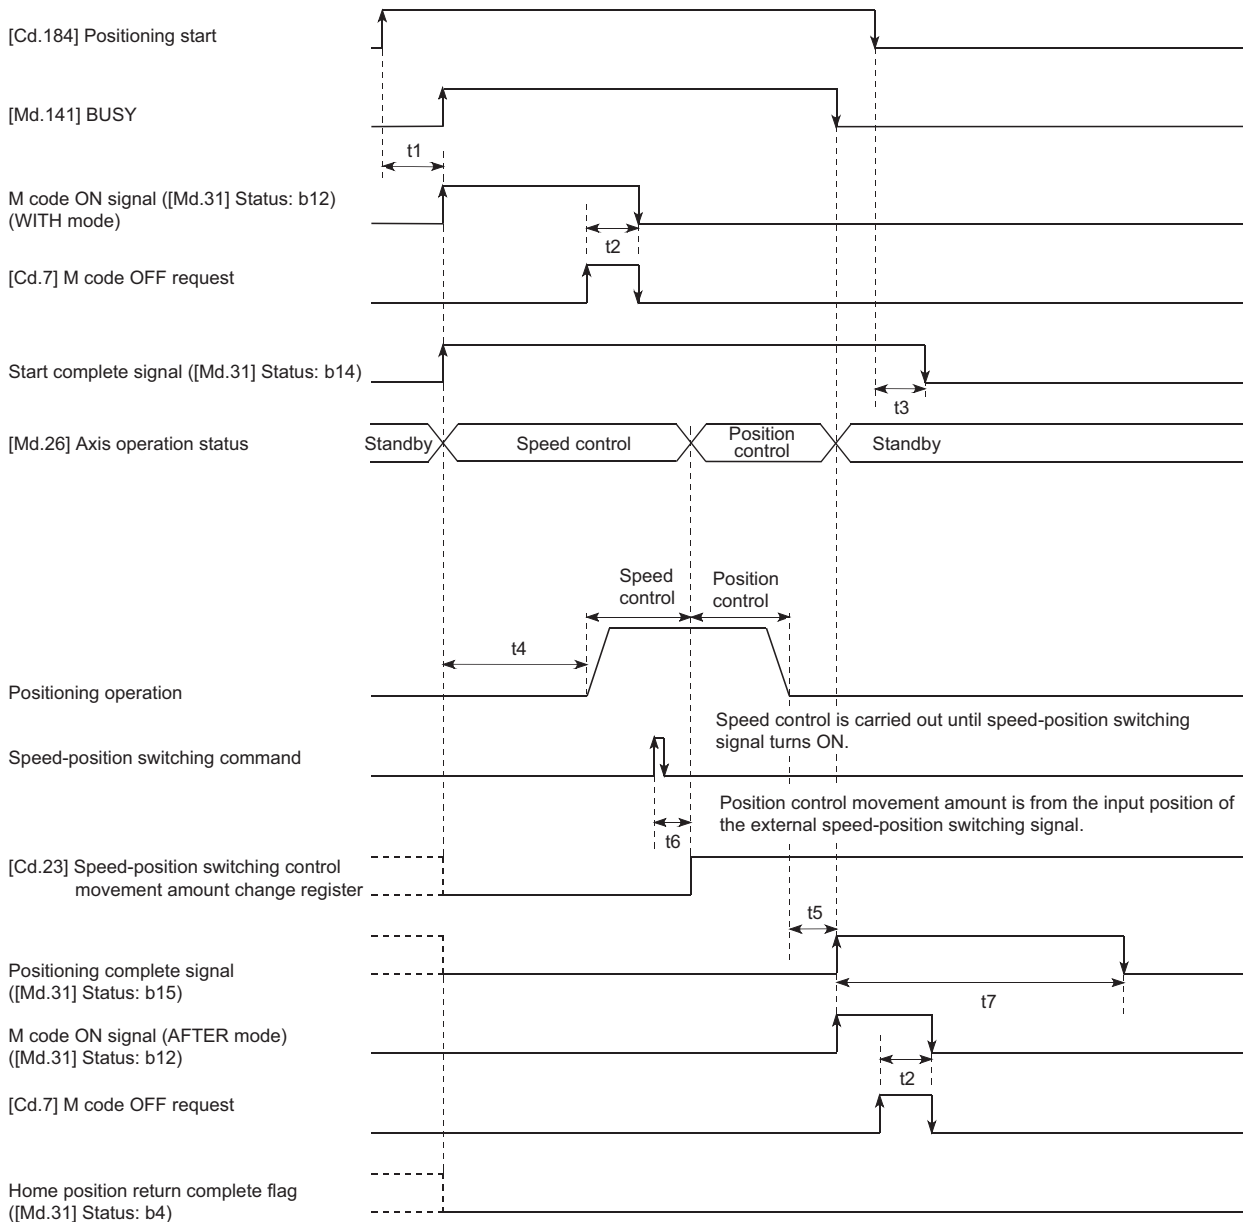 [Cd.184] Positioning start
[Md.141] BUSY
t1
M code ON signal ([Md.31] Status: b12)
(WITH mode)
t2
[Cd.7] M code OFF request
Start complete signal ([Md.31] Status: b14)
t3
[Md.26] Axis operation status
Standby
Speed control
Position
control
Standby
Speed
control
Position
control
t4
Positioning operation
Speed control is carried out until speed-position switching
signal turns ON.
Speed-position switching command
Position control movement amount is from the input position of
the external speed-position switching signal.
t6
[Cd.23] Speed-position switching control
movement amount change register
t5
Positioning complete signal
([Md.31] Status: b15)
t7
M code ON signal (AFTER mode)
([Md.31] Status: b12)
t2
[Cd.7] M code OFF request
Home position return complete flag
([Md.31] Status: b4)